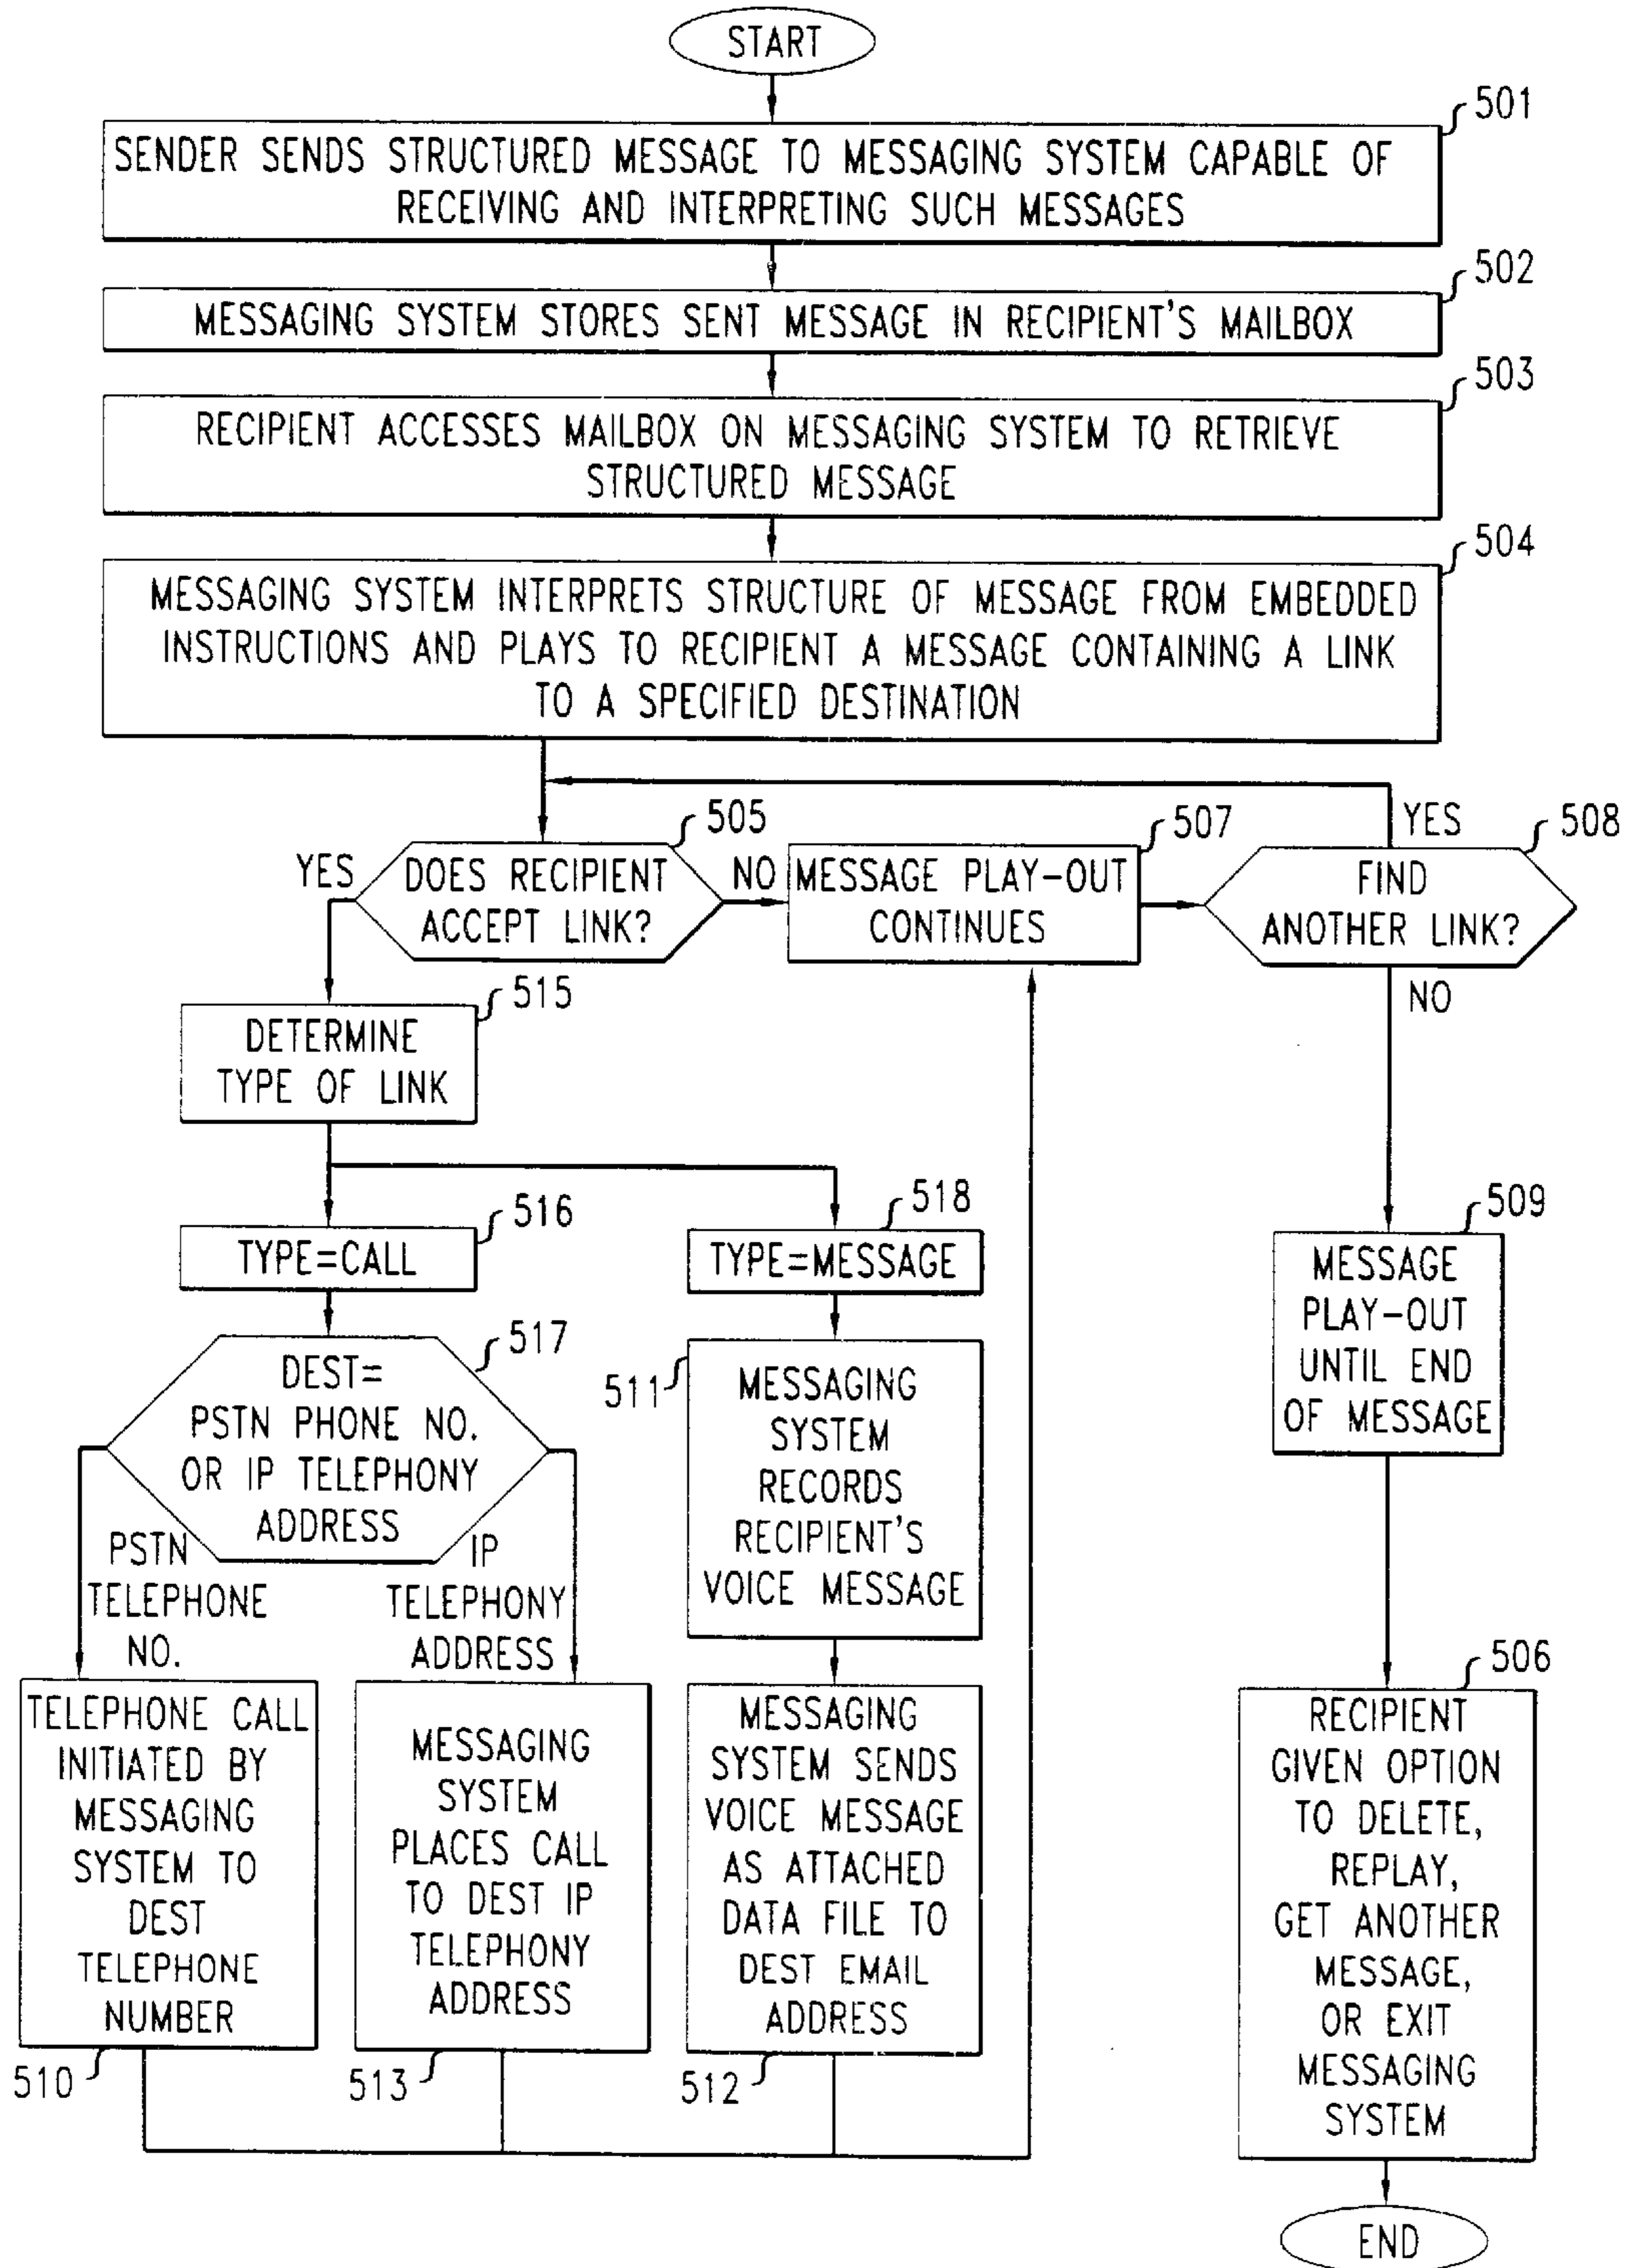 START
501
SENDER SENDS STRUCTURED MESSAGE TO MESSAGING SYSTEM CAPABLE OF
RECEIVING AND INTERPRETING SUCH MESSAGES
502
MESSAGING SYSTEM STORES SENT MESSAGE IN RECIPIENT'S MAILBOX
503
RECIPIENT ACCESSES MAILBOX ON MESSAGING SYSTEM TO RETRIEVE
STRUCTURED MESSAGE
504
MESSAGING SYSTEM INTERPRETS STRUCTURE OF MESSAGE FROM EMBEDDED
INSTRUCTIONS AND PLAYS TO RECIPIENT A MESSAGE CONTAINING A LINK
TO A SPECIFIED DESTINATION
505
DOES RECIPIENT
ACCEPT LINK?
YES
NO
507
MESSAGE PLAY-OUT
CONTINUES
508
FIND
ANOTHER LINK?
YES
NO
515
DETERMINE
TYPE OF LINK
516
TYPE=CALL
518
TYPE=MESSAGE
517
DEST=
PSTN PHONE NO.
OR IP TELEPHONY
ADDRESS
PSTN
TELEPHONE
NO.
IP
TELEPHONY
ADDRESS
511
MESSAGING
SYSTEM
RECORDS
RECIPIENT'S
VOICE MESSAGE
509
MESSAGE
PLAY-OUT
UNTIL END
OF MESSAGE
TELEPHONE CALL
INITIATED BY
MESSAGING
SYSTEM TO
DEST
TELEPHONE
NUMBER
510
MESSAGING
SYSTEM
PLACES CALL
TO DEST IP
TELEPHONY
ADDRESS
513
MESSAGING
SYSTEM SENDS
VOICE MESSAGE
AS ATTACHED
DATA FILE TO
DEST EMAIL
ADDRESS
512
506
RECIPIENT
GIVEN OPTION
TO DELETE,
REPLAY,
GET ANOTHER
MESSAGE,
OR EXIT
MESSAGING
SYSTEM
END